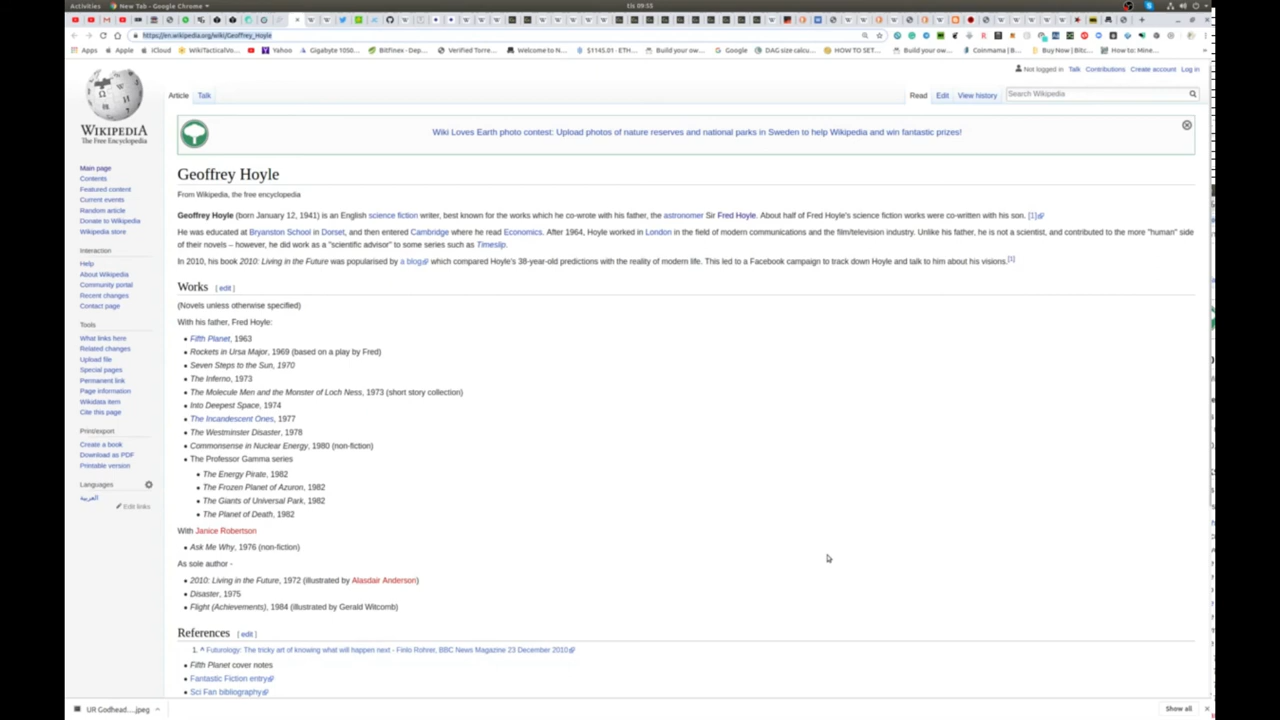 Activities
New Tab - Google Chrome ▾
tis 09:55
https://en.wikipedia.org/wiki/Geoffrey_Hoyle
Apps Apple iCloud WikiTacticalVo... Yahoo Gigabyte 1050... Bitfinex - Demo Verified Torre... Welcome to N... $1145.01 - ETH... Build your ow... Google DAG size calcu... HOW TO SET... Build your ow... Coinmama | B... Buy Now | Bitc... How to: Mine...
Not logged in Talk Contributions Create account Log in
Article Talk
Read Edit View history Search Wikipedia
WIKIPEDIA
The Free Encyclopedia
Wiki Loves Earth photo contest: Upload photos of nature reserves and national parks in Sweden to help Wikipedia and win fantastic prizes!
Main page
Contents
Featured content
Current events
Random article
Donate to Wikipedia
Wikipedia store
Interaction
Help
About Wikipedia
Community portal
Recent changes
Contact page
Tools
What links here
Related changes
Upload file
Special pages
Permanent link
Page information
Wikidata item
Cite this page
Print/export
Create a book
Download as PDF
Printable version
Languages
العربية
Edit links
Geoffrey Hoyle
From Wikipedia, the free encyclopedia
Geoffrey Hoyle (born January 12, 1941) is an English science fiction writer, best known for the works which he co-wrote with his father, the astronomer Sir Fred Hoyle. About half of Fred Hoyle's science fiction works were co-written with his son. [1]
He was educated at Bryanston School in Dorset, and then entered Cambridge where he read Economics. After 1964, Hoyle worked in London in the field of modern communications and the film/television industry. Unlike his father, he is not a scientist, and contributed to the more "human" side
of their novels – however, he did work as a "scientific advisor" to some series such as Timeslip.
In 2010, his book 2010: Living in the Future was popularised by a blog which compared Hoyle's 38-year-old predictions with the reality of modern life. This led to a Facebook campaign to track down Hoyle and talk to him about his visions.[1]
Works [ edit ]
(Novels unless otherwise specified)
With his father, Fred Hoyle:
• Fifth Planet, 1963
• Rockets in Ursa Major, 1969 (based on a play by Fred)
• Seven Steps to the Sun, 1970
• The Inferno, 1973
• The Molecule Men and the Monster of Loch Ness, 1973 (short story collection)
• Into Deepest Space, 1974
• The Incandescent Ones, 1977
• The Westminster Disaster, 1978
• Commonsense in Nuclear Energy, 1980 (non-fiction)
• The Professor Gamma series
• The Energy Pirate, 1982
• The Frozen Planet of Azuron, 1982
• The Giants of Universal Park, 1982
• The Planet of Death, 1982
With Janice Robertson
• Ask Me Why, 1976 (non-fiction)
As sole author -
• 2010: Living in the Future, 1972 (illustrated by Alasdair Anderson)
• Disaster, 1975
• Flight (Achievements), 1984 (illustrated by Gerald Witcomb)
References [ edit ]
1. ^ Futurology: The tricky art of knowing what will happen next - Finlo Rohrer, BBC News Magazine 23 December 2010
• Fifth Planet cover notes
• Fantastic Fiction entry
• Sci Fan bibliography
UR Godhead....jpeg
Show all